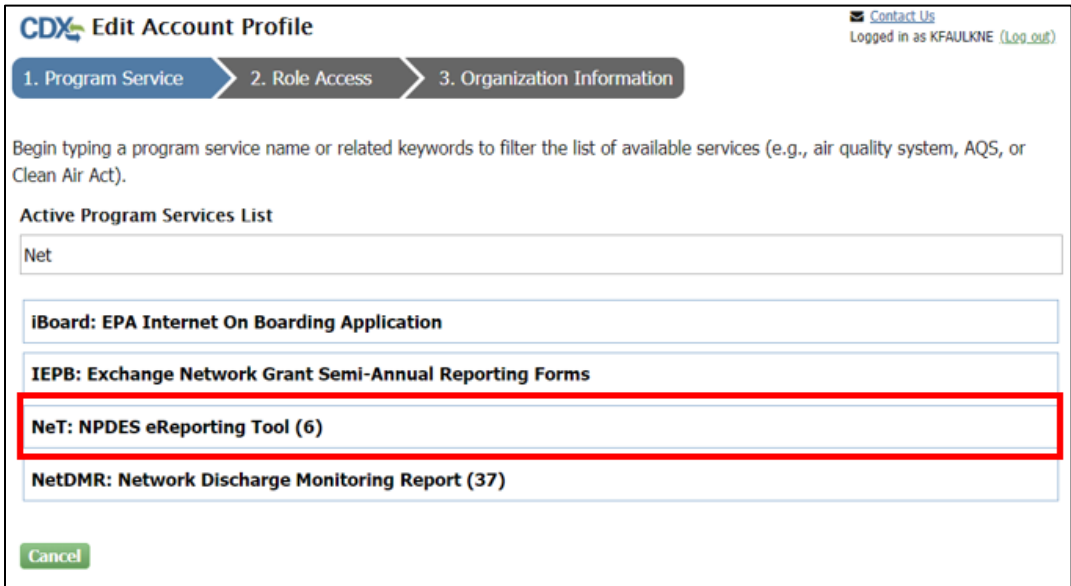 CDX Edit Account Profile
Contact Us
Logged in as KFAULKNE (Log out)
1. Program Service
2. Role Access
3. Organization Information
Begin typing a program service name or related keywords to filter the list of available services (e.g., air quality system, AQS, or
Clean Air Act).
Active Program Services List
Net
iBoard: EPA Internet On Boarding Application
IEPB: Exchange Network Grant Semi-Annual Reporting Forms
NeT: NPDES eReporting Tool (6)
NetDMR: Network Discharge Monitoring Report (37)
Cancel